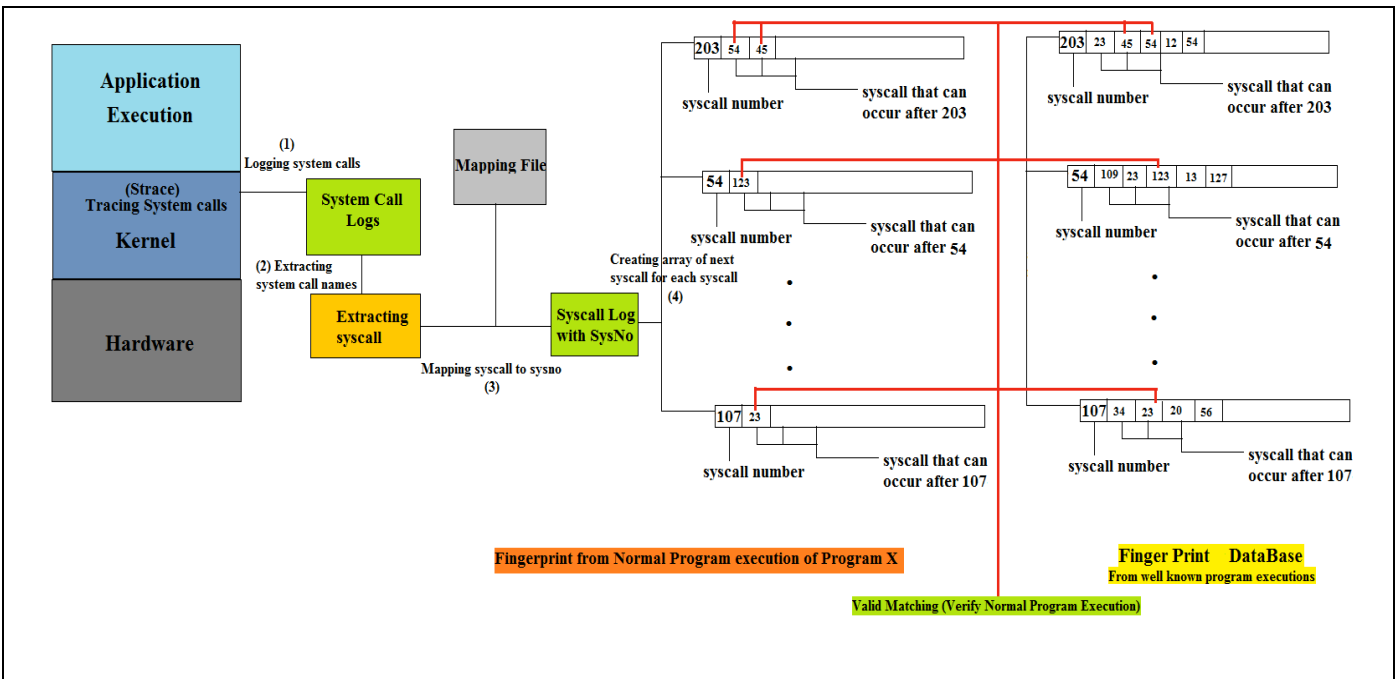 Application
Execution
(Strace)
Tracing System calls
Kernel
Hardware
(1)
Logging system calls
System Call
Logs
(2) Extracting
system call names
Extracting
syscall
Mapping File
Mapping syscall to sysno
(3)
Syscall Log
with SysNo
Creating array of next
syscall for each syscall
(4)
203 54 45
syscall number
syscall that can
occur after 203
54 123
syscall number
syscall that can
occur after 54
107 23
syscall number
syscall that can
occur after 107
203 23 45 54 12 54
syscall number
syscall that can
occur after 203
54 109 23 123 13 127
syscall number
syscall that can
occur after 54
107 34 23 20 56
syscall number
syscall that can
occur after 107
Fingerprint from Normal Program execution of Program X
Finger Print DataBase
From well known program executions
Valid Matching (Verify Normal Program Execution)